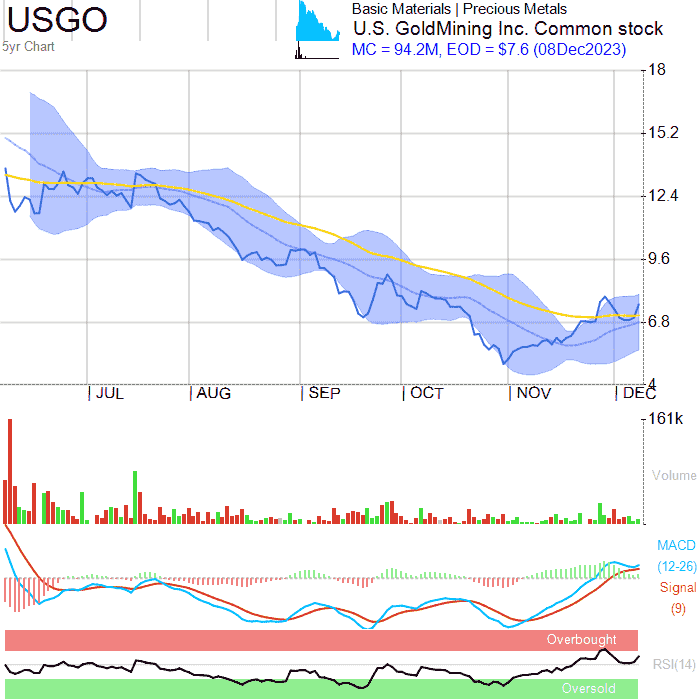 USGO
5yr Chart
Basic Materials | Precious Metals
U.S. GoldMining Inc. Common stock
MC = 94.2M, EOD = $7.6 (08Dec2023)
18
15.2
12.4
9.6
6.8
4
JUL AUG SEP OCT NOV DEC
161k
Volume
MACD
(12-26)
Signal
(9)
Overbought
RSI(14)
Oversold